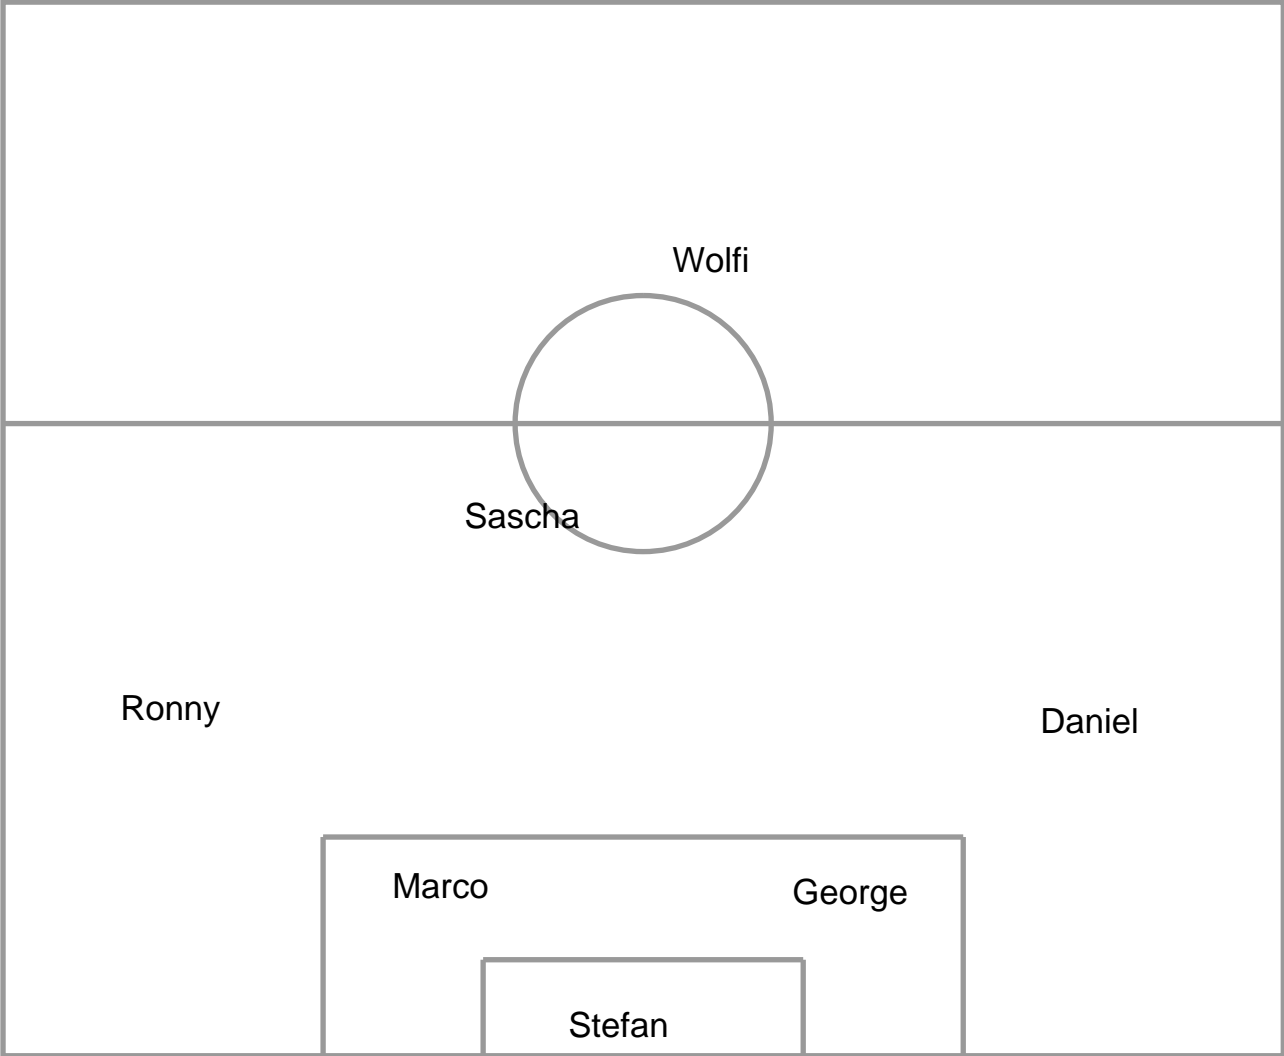 Wolfi
Sascha
Ronny
Daniel
Marco
George
Stefan